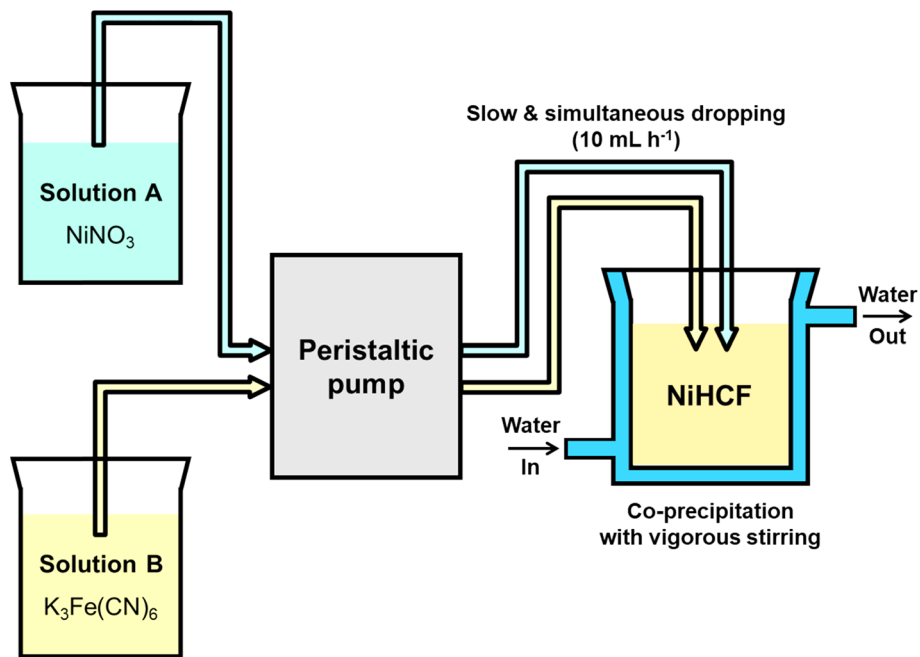 Solution A
NiNO₃
Slow & simultaneous dropping
(10 mL h⁻¹)
Peristaltic
pump
Water
Out
NiHCF
Water
In
Solution B
K₃Fe(CN)₆
Co-precipitation
with vigorous stirring